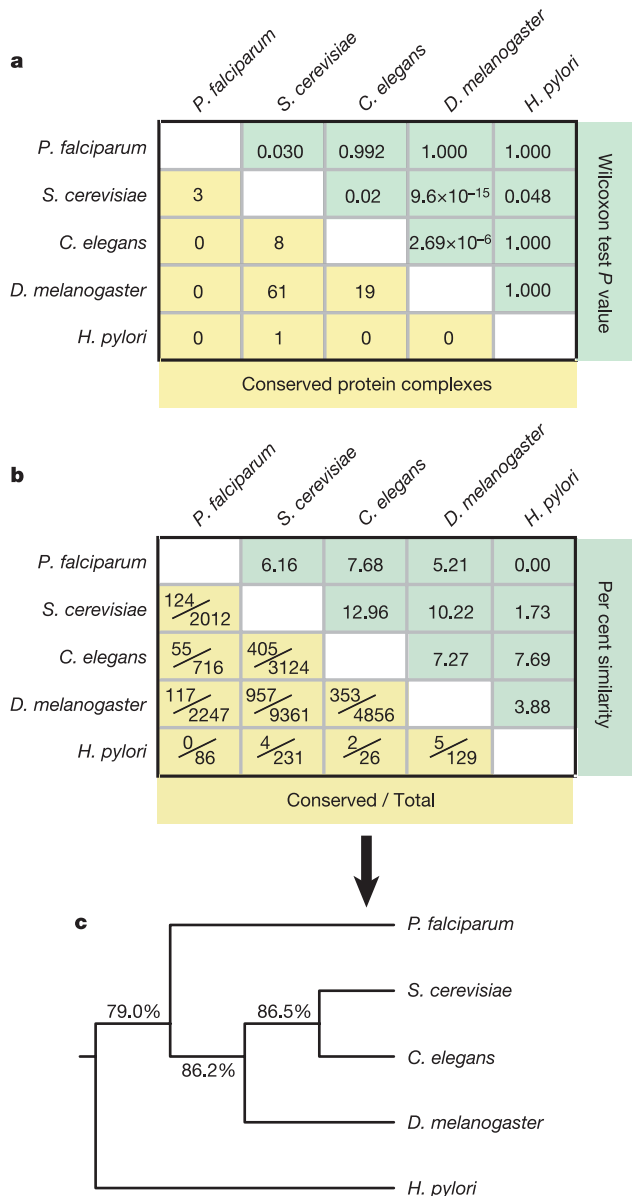 a
P. falciparum
S. cerevisiae
C. elegans
D. melanogaster
H. pylori
P. falciparum 0.030 0.992 1.000 1.000
S. cerevisiae 3 0.02 9.6×10–15 0.048
C. elegans 0 8 2.69×10–6 1.000
D. melanogaster 0 61 19 1.000
H. pylori 0 1 0 0
Wilcoxon test P value
Conserved protein complexes
b
P. falciparum
S. cerevisiae
C. elegans
D. melanogaster
H. pylori
P. falciparum 6.16 7.68 5.21 0.00
S. cerevisiae 124/2012 12.96 10.22 1.73
C. elegans 55/716 405/3124 7.27 7.69
D. melanogaster 117/2247 957/9361 353/4856 3.88
H. pylori 0/86 4/231 2/26 5/129
Per cent similarity
Conserved / Total
c
P. falciparum
S. cerevisiae
79.0% 86.5%
C. elegans
86.2%
D. melanogaster
H. pylori